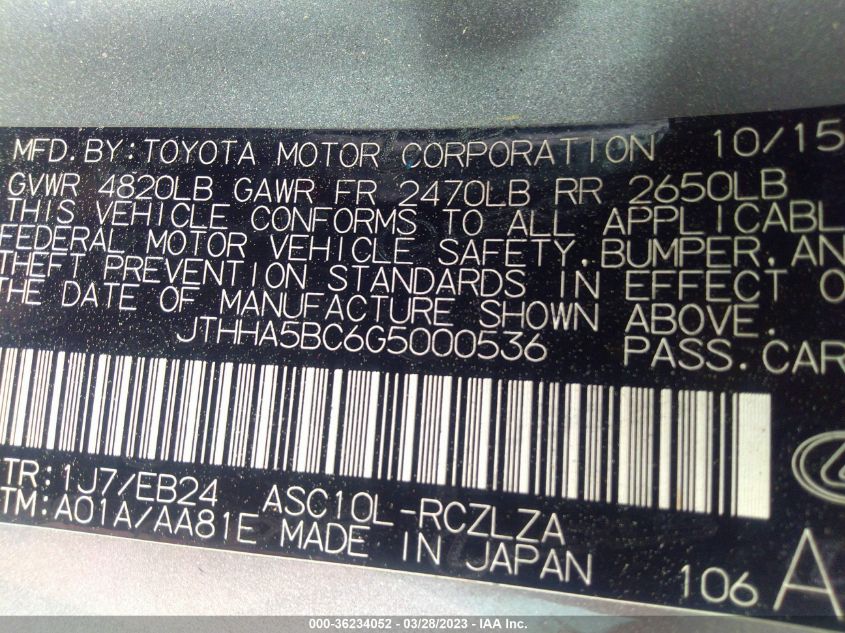 MFD.BY:TOYOTA MOTOR CORPORATION 10/15
GVWR 4820LB GAWR FR 2470LB RR 2650LB
THIS VEHICLE CONFORMS TO ALL APPLICABL
FEDERAL MOTOR VEHICLE SAFETY, BUMPER, AN
THEFT PREVENTION STANDARDS IN EFFECT O
THE DATE OF MANUFACTURE SHOWN ABOVE.
JTHHA5BC6G5000536 PASS.CAR
TR: 1J7/EB24 ASC10L-RCZLZA
TM: A01A/AA81E MADE IN JAPAN 106 A
000-36234052 — 03/28/2023 — IAA Inc.